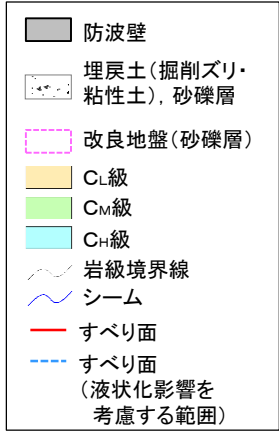 防波壁
埋戻土(掘削ズリ・
粘性土), 砂礫層
改良地盤(砂礫層)
CL級
CM級
CH級
岩級境界線
シーム
すべり面
すべり面
(液状化影響を
考慮する範囲)